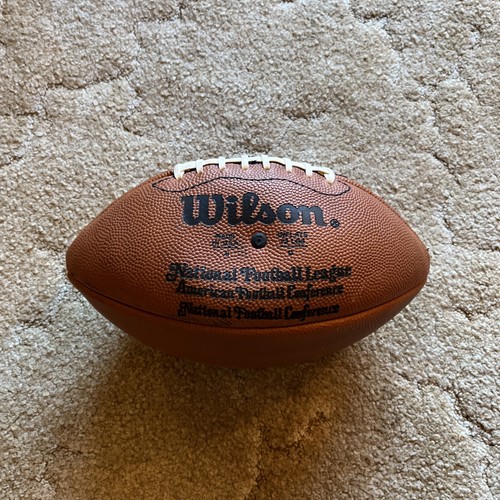 Wilson
National Football League
American Football Conference
National Football Conference